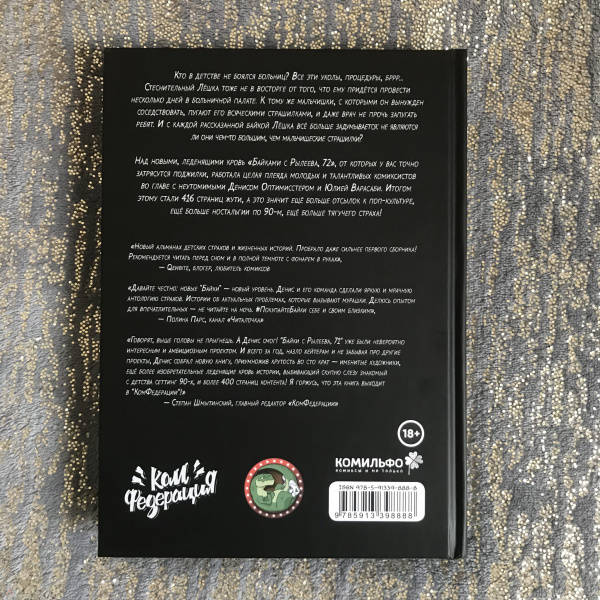 Кто в детстве не боялся больниц? Все эти уколы, процедуры, бррр...
Стеснительный Лёшка тоже не в восторге от того, что ему придётся провести
несколько дней в больничной палате. К тому же мальчишки, с которыми он вынужден
соседствовать, пугают его всяческими страшилками, и даже врач не прочь запугать
ребят. И с каждой рассказанной байкой Лёшка всё больше задумывается не являются
ли они чем-то большим, чем мальчишеские страшилки?
Над новыми, леденящими кровь «Байками с Рылеева, 72», от которых у вас точно
затрясутся поджилки, работала целая плеяда молодых и талантливых комиксистов
во главе с неутомимыми Денисом Оптимисстером и Юлией Варасаби. Итогом
этому стали 416 страниц жути, а это значит ещё больше отсылок к поп-культуре,
ещё больше ностальгии по 90-м, ещё больше тягучего страха!
«Новый альманах детских страхов и жизненных историй. Пробрало даже сильнее первого сборника!
Рекомендуется читать перед сном и в полной темноте с фонарем в руках».
— Qewbite, блогер, любитель комиксов
«Давайте честно: новые "Байки" — новый уровень. Денис и его команда сделали яркую и мрачную
антологию страхов. Истории об актуальных проблемах, которые вызывают мурашки. Делюсь опытом
для впечатлительных — не читайте на ночь. #ПокупайтеБайки себе и своим близким».
— Полина Парс, канал «Читалочка»
«Говорят, выше головы не прыгнешь. А Денис смог! "Байки с Рылеева, 72" уже были невероятно
интересным и амбициозным проектом. И всего за год, назло хейтерам и не забывая про другие
проекты, Денис собрал новую книгу, приумножив крутость во сто крат — именитые художники,
ещё более изобретательные леденящие кровь истории, выбивающий скупую слезу знакомый
с детства сеттинг 90-х, и более 400 страниц контента! Я горжусь, что эта книга выходит
в "КомФедерации"!»
— Степан Шмытинский, главный редактор «КомФедерации»
18+
Ком
Федерация
КОМИЛЬФО
КОМИКСЫ И НЕ ТОЛЬКО
ISBN 978-5-91339-888-8
9 785913 398888